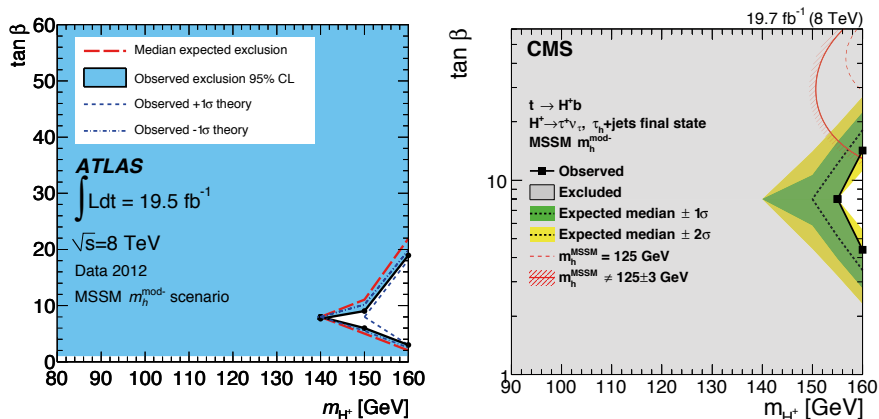 tan β
60
50
40
30
20
10
0
Median expected exclusion
Observed exclusion 95% CL
Observed +1σ theory
Observed -1σ theory
ATLAS
∫ Ldt = 19.5 fb⁻¹
√s=8 TeV
Data 2012
MSSM m_h^mod- scenario
80 90 100 110 120 130 140 150 160
m_H⁺ [GeV]
19.7 fb⁻¹ (8 TeV)
tan β
CMS
t → H⁺b
H⁺→τ⁺ν_τ, τ_h+jets final state
MSSM m_h^mod-
Observed
Excluded
Expected median ± 1σ
Expected median ± 2σ
m_h^MSSM = 125 GeV
m_h^MSSM ≠ 125±3 GeV
10
1
90 100 110 120 130 140 150 160
m_H⁺ [GeV]